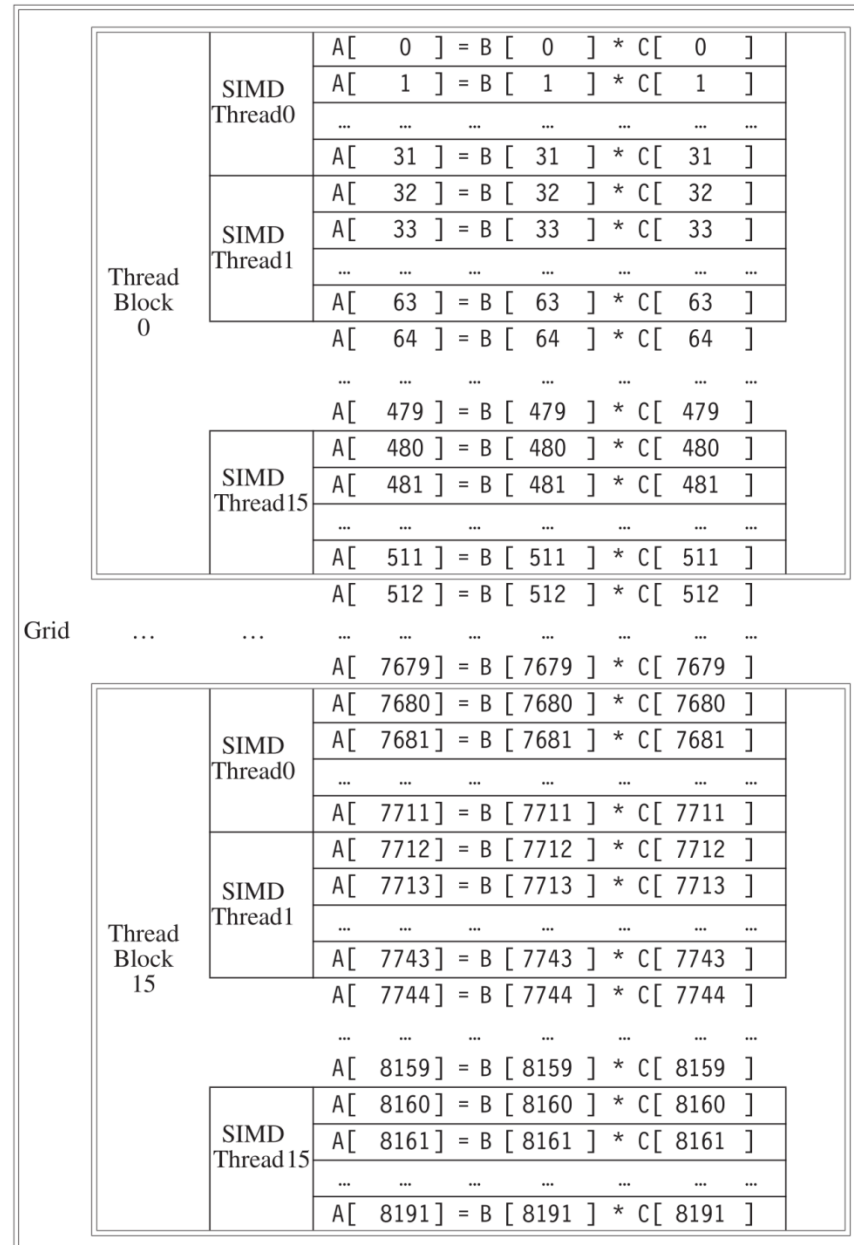 A[ 0 ] = B [ 0 ] * C[ 0 ]
SIMD Thread0
A[ 1 ] = B [ 1 ] * C[ 1 ]
… … … … … … …
A[ 31 ] = B [ 31 ] * C[ 31 ]
A[ 32 ] = B [ 32 ] * C[ 32 ]
SIMD Thread1
A[ 33 ] = B [ 33 ] * C[ 33 ]
… … … … … … …
Thread Block 0
A[ 63 ] = B [ 63 ] * C[ 63 ]
A[ 64 ] = B [ 64 ] * C[ 64 ]
… … … … … … …
A[ 479 ] = B [ 479 ] * C[ 479 ]
A[ 480 ] = B [ 480 ] * C[ 480 ]
SIMD Thread15
A[ 481 ] = B [ 481 ] * C[ 481 ]
… … … … … … …
A[ 511 ] = B [ 511 ] * C[ 511 ]
A[ 512 ] = B [ 512 ] * C[ 512 ]
Grid … … … … … … … … …
A[ 7679] = B [ 7679 ] * C[ 7679 ]
A[ 7680] = B [ 7680 ] * C[ 7680 ]
SIMD Thread0
A[ 7681] = B [ 7681 ] * C[ 7681 ]
… … … … … … …
A[ 7711] = B [ 7711 ] * C[ 7711 ]
A[ 7712] = B [ 7712 ] * C[ 7712 ]
SIMD Thread1
A[ 7713] = B [ 7713 ] * C[ 7713 ]
… … … … … … …
Thread Block 15
A[ 7743] = B [ 7743 ] * C[ 7743 ]
A[ 7744] = B [ 7744 ] * C[ 7744 ]
… … … … … … …
A[ 8159] = B [ 8159 ] * C[ 8159 ]
A[ 8160] = B [ 8160 ] * C[ 8160 ]
SIMD Thread15
A[ 8161] = B [ 8161 ] * C[ 8161 ]
… … … … … … …
A[ 8191] = B [ 8191 ] * C[ 8191 ]